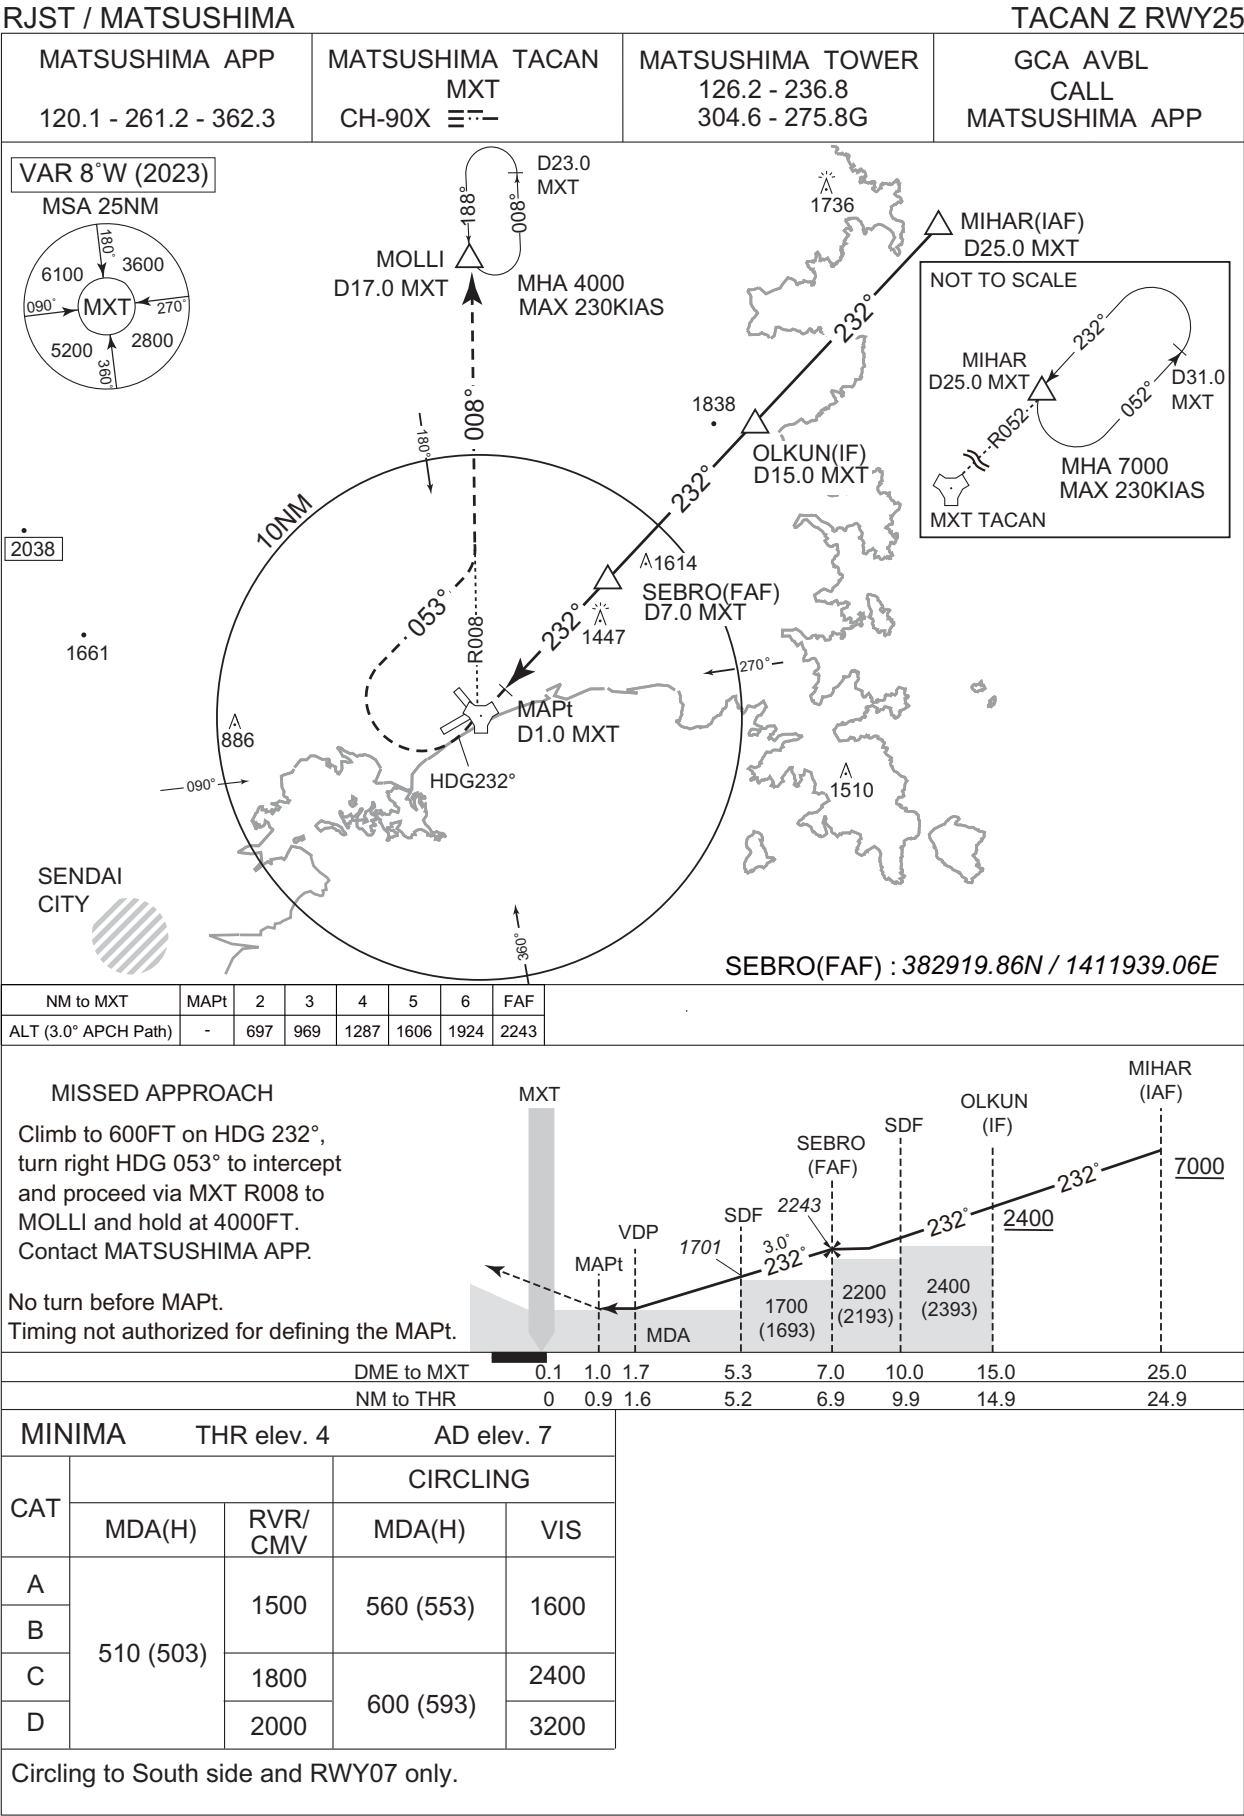 RJST / MATSUSHIMA
TACAN Z RWY25
MATSUSHIMA APP
120.1 - 261.2 - 362.3
MATSUSHIMA TACAN
MXT
CH-90X
MATSUSHIMA TOWER
126.2 - 236.8
304.6 - 275.8G
GCA AVBL
CALL
MATSUSHIMA APP
VAR 8°W (2023)
MSA 25NM
180°
6100
3600
090°
MXT
270°
5200
2800
360°
188°
008°
D23.0
MXT
MOLLI
D17.0 MXT
MHA 4000
MAX 230KIAS
1736
MIHAR(IAF)
D25.0 MXT
NOT TO SCALE
232°
MIHAR
D25.0 MXT
D31.0
MXT
052°
R052
MHA 7000
MAX 230KIAS
MXT TACAN
232°
008°
180°
1838
OLKUN(IF)
D15.0 MXT
232°
10NM
2038
1614
SEBRO(FAF)
D7.0 MXT
053°
R008
232°
1447
1661
270°
MAPt
D1.0 MXT
886
HDG232°
090°
1510
SENDAI
CITY
360°
SEBRO(FAF) : 382919.86N / 1411939.06E
NM to MXT MAPt 2 3 4 5 6 FAF
ALT (3.0° APCH Path) - 697 969 1287 1606 1924 2243
MISSED APPROACH
Climb to 600FT on HDG 232°,
turn right HDG 053° to intercept
and proceed via MXT R008 to
MOLLI and hold at 4000FT.
Contact MATSUSHIMA APP.
No turn before MAPt.
Timing not authorized for defining the MAPt.
MXT
MAPt
VDP
SDF
SEBRO
(FAF)
SDF
OLKUN
(IF)
MIHAR
(IAF)
7000
232°
2400
232°
2243
1701
3.0°
232°
MDA
1700
(1693)
2200
(2193)
2400
(2393)
DME to MXT 0.1 1.0 1.7 5.3 7.0 10.0 15.0 25.0
NM to THR 0 0.9 1.6 5.2 6.9 9.9 14.9 24.9
MINIMA THR elev. 4 AD elev. 7
CAT
CIRCLING
MDA(H)
RVR/
CMV
MDA(H)
VIS
A
B
C
D
510 (503)
1500
1800
2000
560 (553)
600 (593)
1600
2400
3200
Circling to South side and RWY07 only.